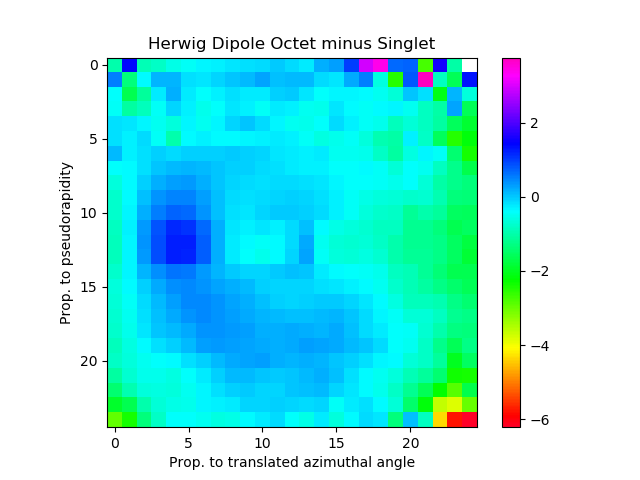 Herwig Dipole Octet minus Singlet
Prop. to pseudorapidity
0
5
10
15
20
0 5 10 15 20
Prop. to translated azimuthal angle
2
0
−2
−4
−6